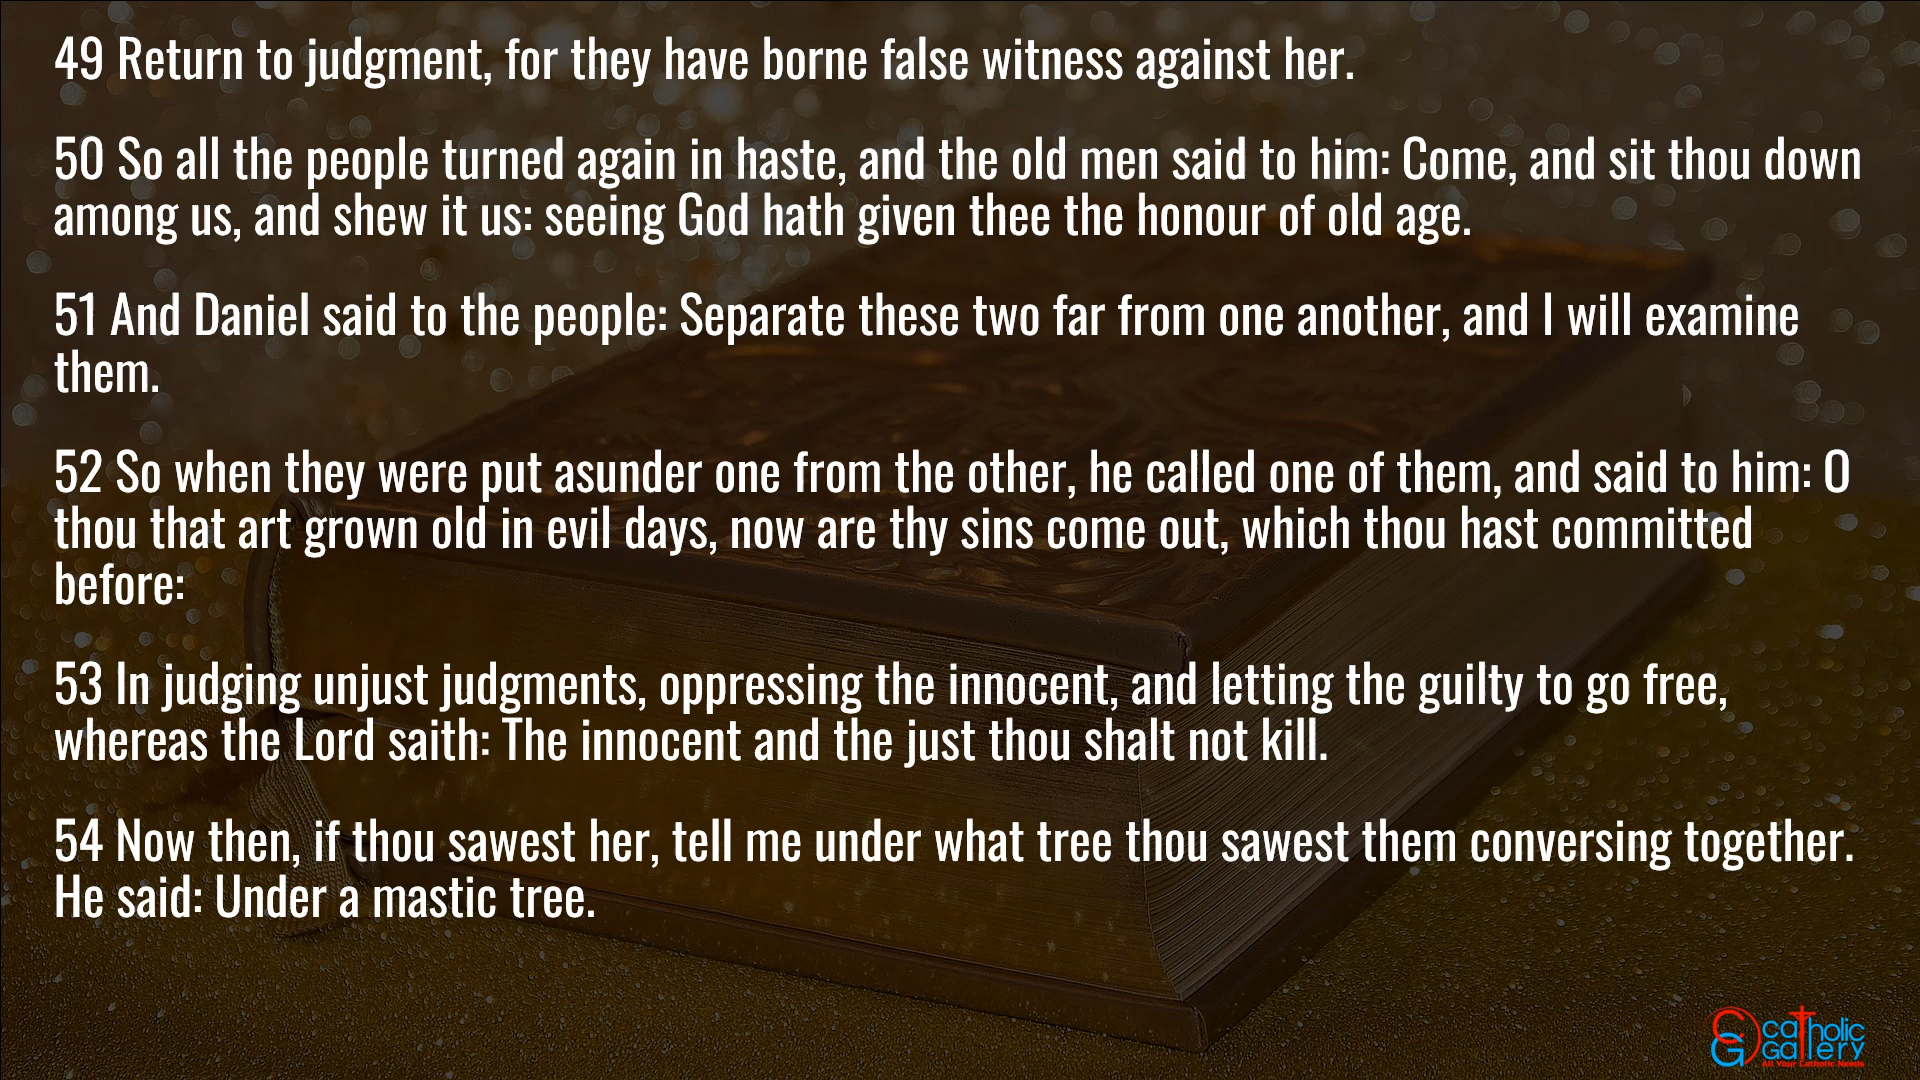 49 Return to judgment, for they have borne false witness against her.
50 So all the people turned again in haste, and the old men said to him: Come, and sit thou down
among us, and shew it us: seeing God hath given thee the honour of old age.
51 And Daniel said to the people: Separate these two far from one another, and I will examine
them.
52 So when they were put asunder one from the other, he called one of them, and said to him: O
thou that art grown old in evil days, now are thy sins come out, which thou hast committed
before:
53 In judging unjust judgments, oppressing the innocent, and letting the guilty to go free,
whereas the Lord saith: The innocent and the just thou shalt not kill.
54 Now then, if thou sawest her, tell me under what tree thou sawest them conversing together.
He said: Under a mastic tree.
CG catholic
Gallery
All Your Catholic Needs